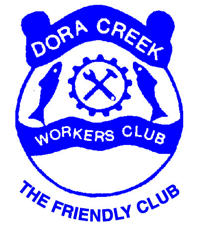 DORA CREEK
WORKERS CLUB
THE FRIENDLY CLUB